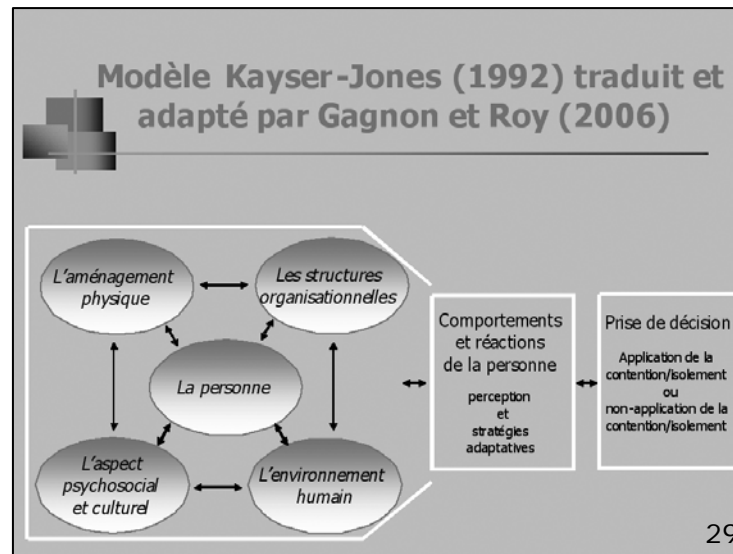 Modèle Kayser-Jones (1992) traduit et
adapté par Gagnon et Roy (2006)
L'aménagement
physique
Les structures
organisationnelles
La personne
L'aspect
psychosocial
et culturel
L'environnement
humain
Comportements
et réactions
de la personne
perception
et
stratégies
adaptatives
Prise de décision
Application de la
contention/isolement
ou
non-application de la
contention/isolement
29